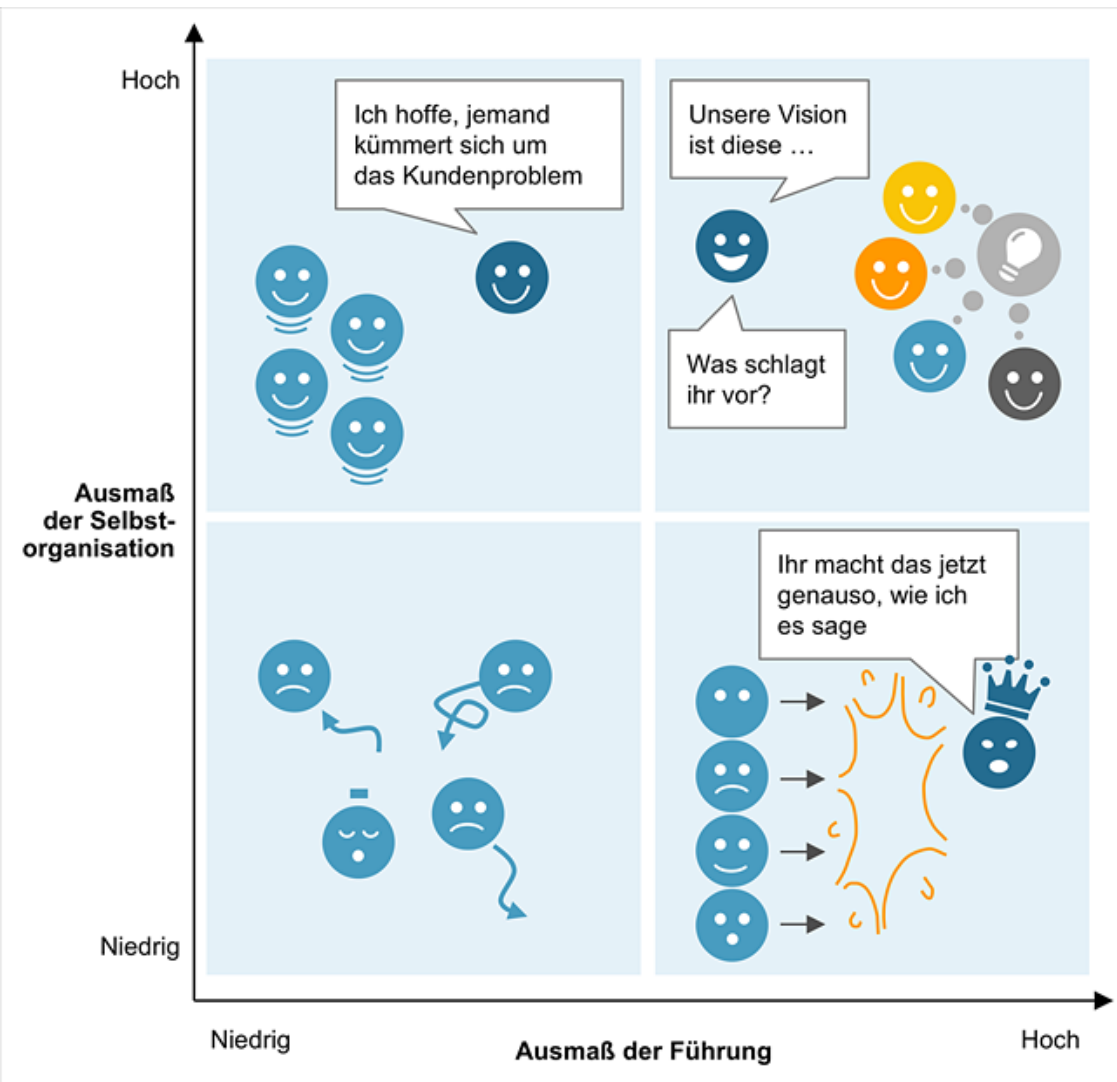 Hoch
Ich hoffe, jemand
kümmert sich um
das Kundenproblem
Unsere Vision
ist diese …
Was schlagt
ihr vor?
Ausmaß
der Selbst-
organisation
Ihr macht das jetzt
genauso, wie ich
es sage
Niedrig
Niedrig
Ausmaß der Führung
Hoch